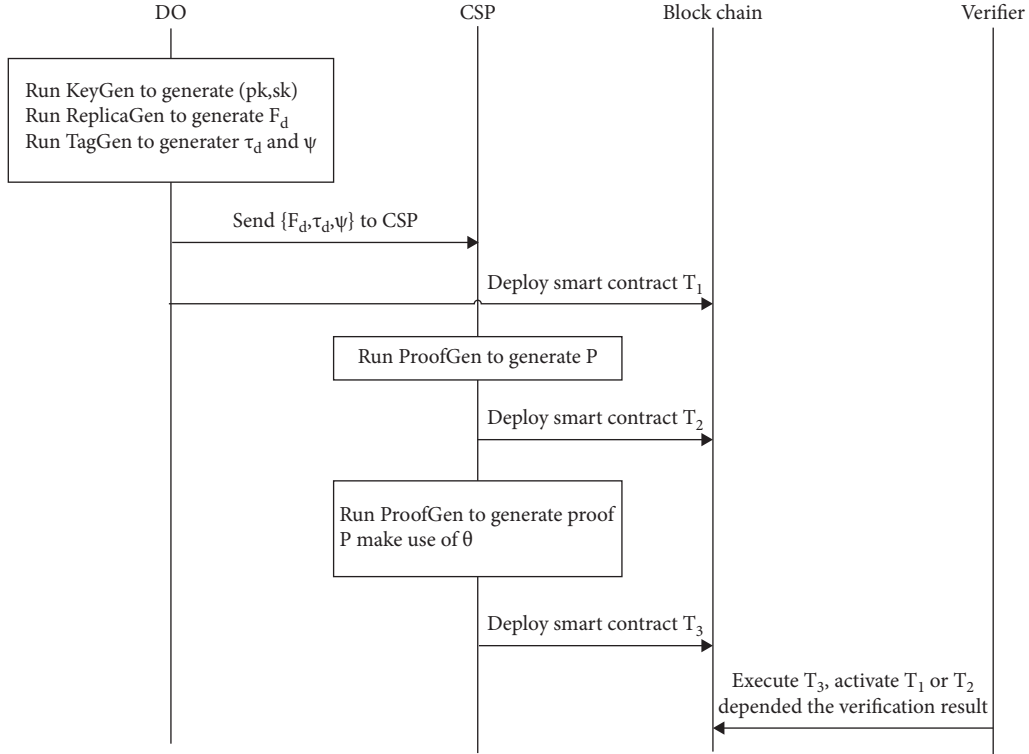 DO
CSP
Block chain
Verifier
Run KeyGen to generate (pk,sk)
Run ReplicaGen to generate F_d
Run TagGen to generater τ_d and ψ
Send {F_d,τ_d,ψ} to CSP
Deploy smart contract T_1
Run ProofGen to generate P
Deploy smart contract T_2
Run ProofGen to generate proof
P make use of θ
Deploy smart contract T_3
Execute T_3, activate T_1 or T_2
depended the verification result